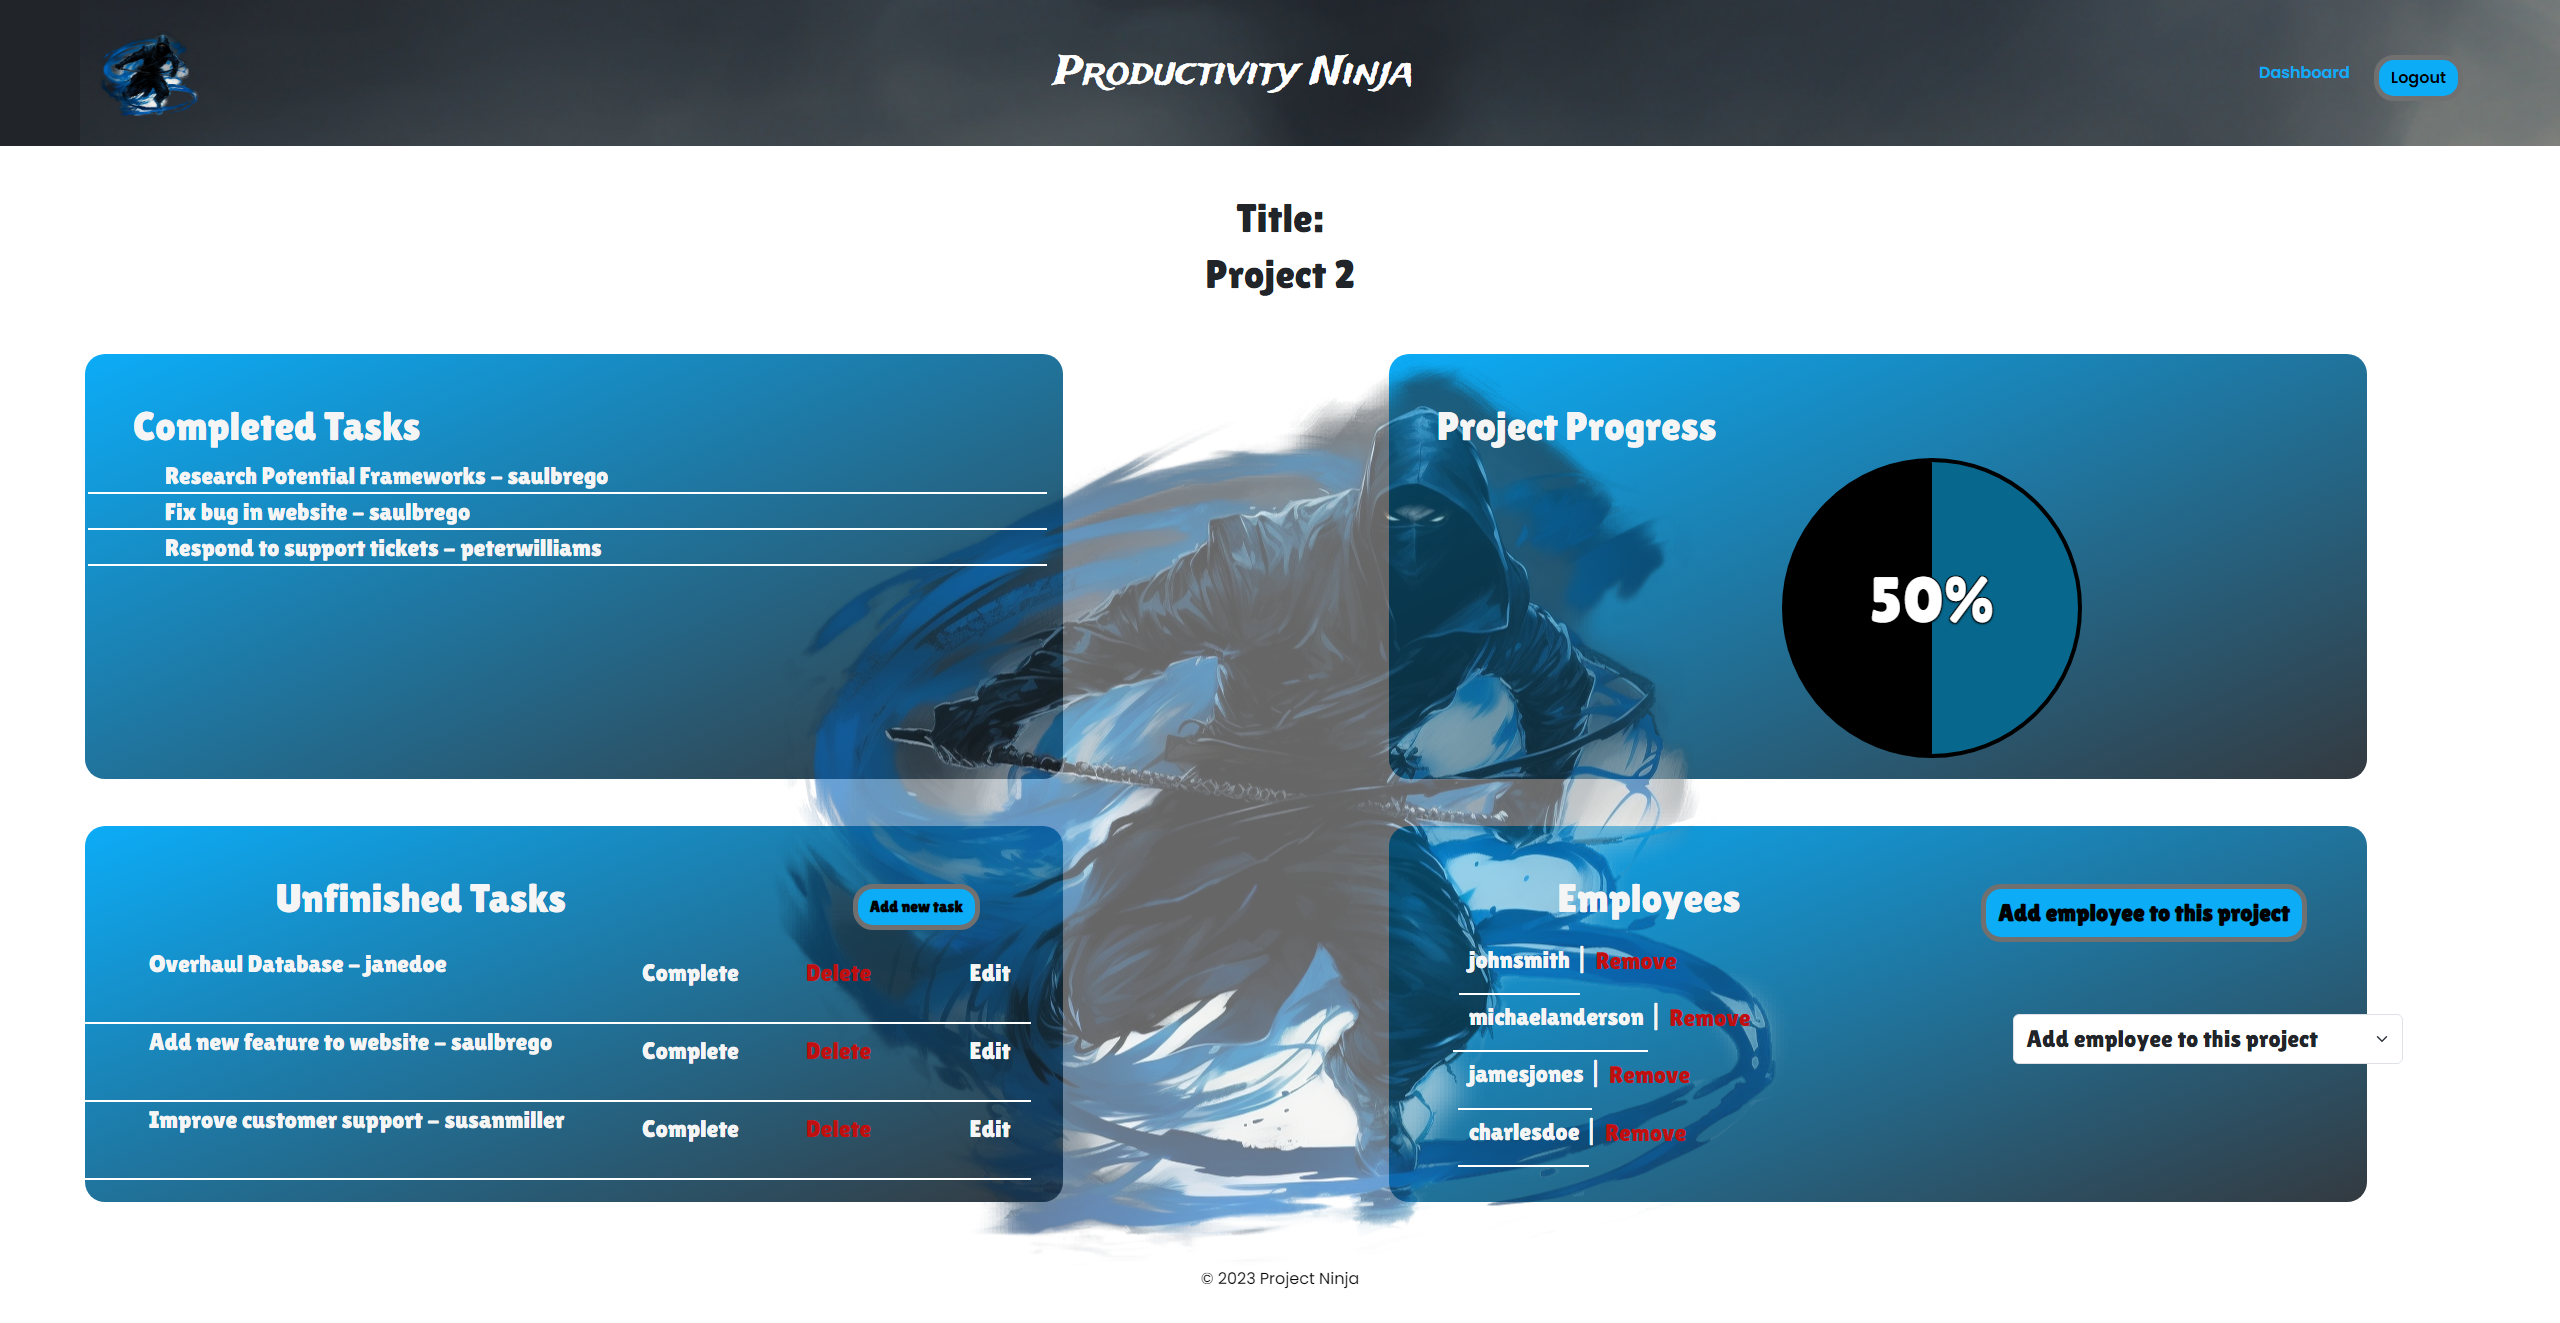 Productivity Ninja
Dashboard
Logout
Title:
Project 2
Completed Tasks
Research Potential Frameworks – saulbrego
Fix bug in website – saulbrego
Respond to support tickets – peterwilliams
Project Progress
50%
Unfinished Tasks
Add new task
Overhaul Database – janedoe
Complete Delete Edit
Add new feature to website – saulbrego
Complete Delete Edit
Improve customer support – susanmiller
Complete Delete Edit
Employees
Add employee to this project
johnsmith | Remove
michaelanderson | Remove
jamesjones | Remove
charlesdoe | Remove
Add employee to this project
© 2023 Project Ninja